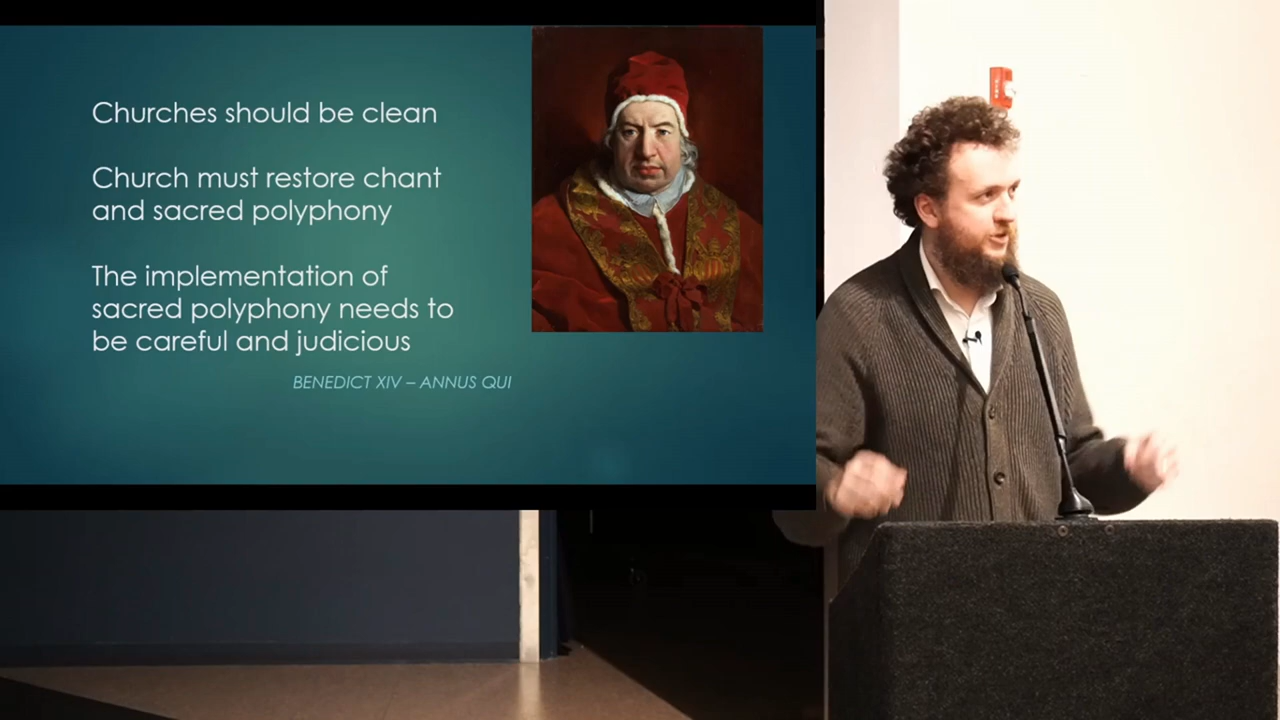 Churches should be clean
Church must restore chant
and sacred polyphony
The implementation of
sacred polyphony needs to
be careful and judicious
BENEDICT XIV – ANNUS QUI